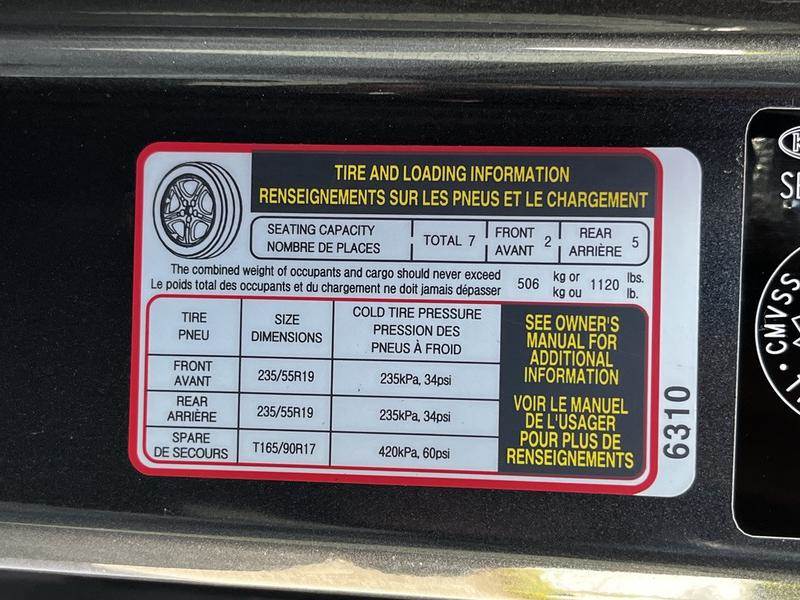 TIRE AND LOADING INFORMATION
RENSEIGNEMENTS SUR LES PNEUS ET LE CHARGEMENT
SEATING CAPACITY
NOMBRE DE PLACES
TOTAL 7
FRONT
AVANT 2
REAR
ARRIÈRE 5
The combined weight of occupants and cargo should never exceed
Le poids total des occupants et du chargement ne doit jamais dépasser
506 kg or 1120 lbs.
kg ou lb.
TIRE
PNEU
SIZE
DIMENSIONS
COLD TIRE PRESSURE
PRESSION DES
PNEUS À FROID
FRONT
AVANT
235/55R19
235kPa, 34psi
REAR
ARRIÈRE
235/55R19
235kPa, 34psi
SPARE
DE SECOURS
T165/90R17
420kPa, 60psi
SEE OWNER'S
MANUAL FOR
ADDITIONAL
INFORMATION
VOIR LE MANUEL
DE L'USAGER
POUR PLUS DE
RENSEIGNEMENTS
6310
CMVSS